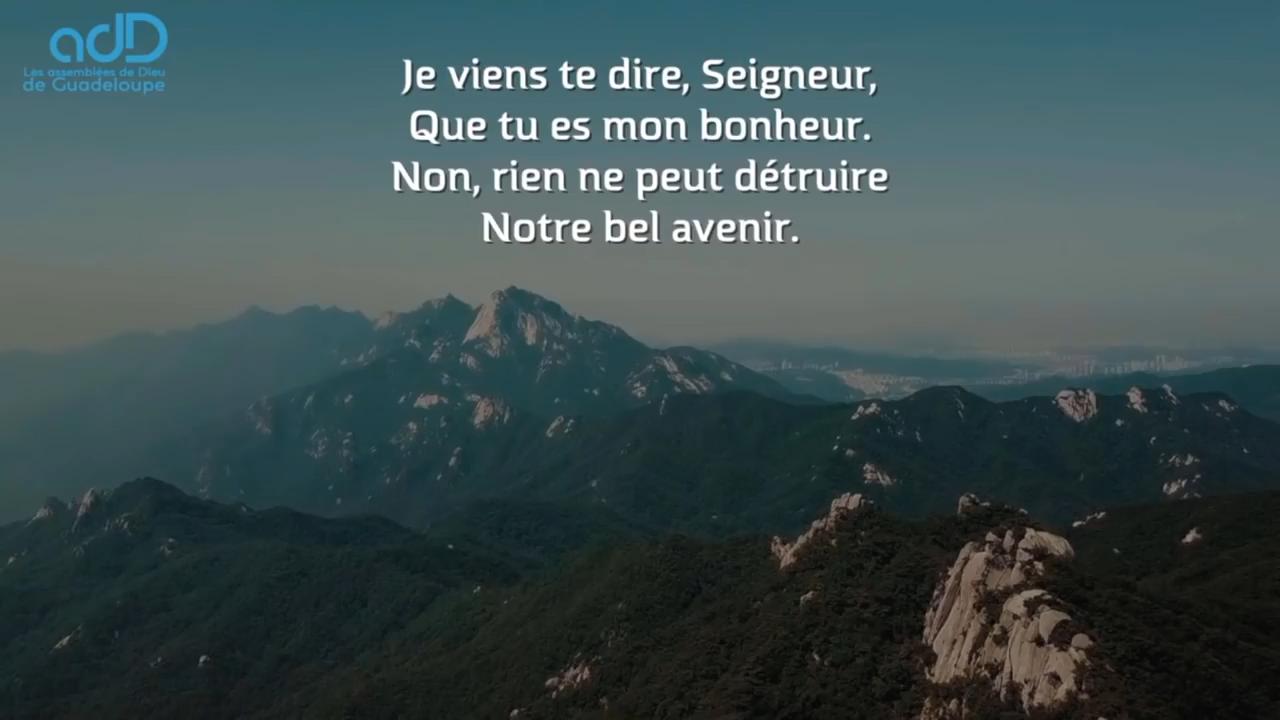 adD
Les assemblées de Dieu
de Guadeloupe
Je viens te dire, Seigneur,
Que tu es mon bonheur.
Non, rien ne peut détruire
Notre bel avenir.